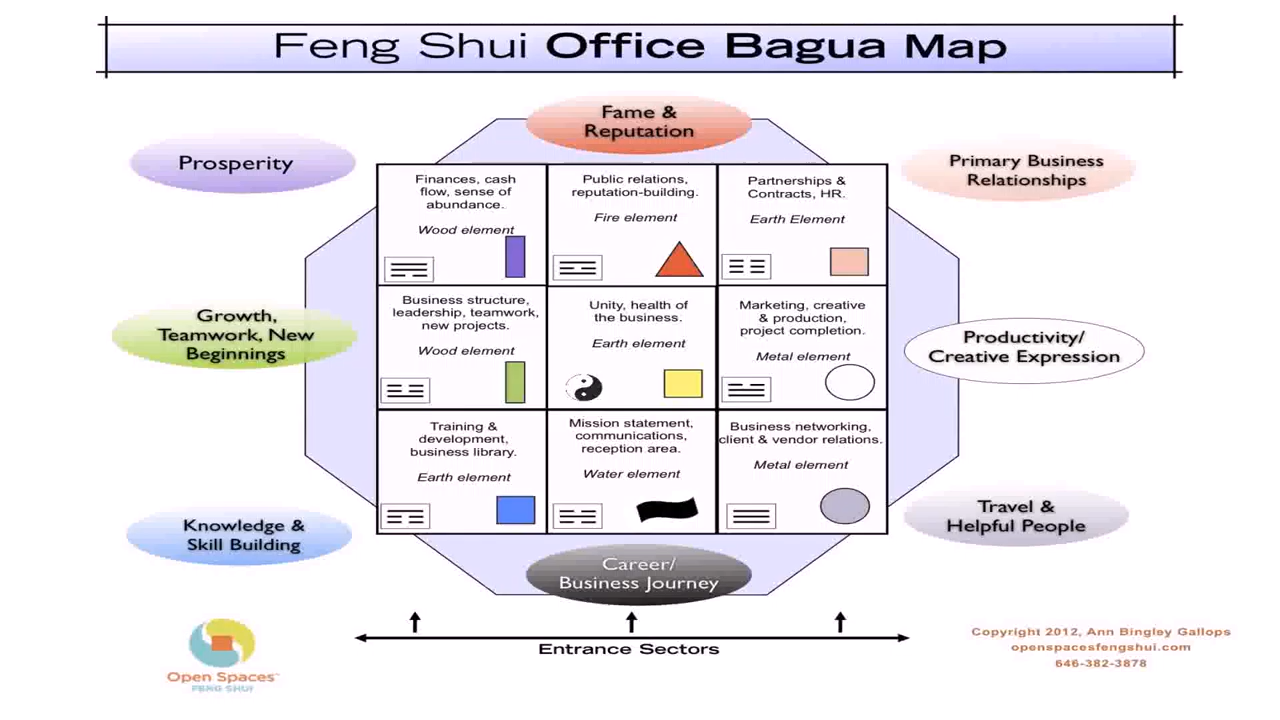 Feng Shui Office Bagua Map
Fame &
Reputation
Prosperity
Primary Business
Relationships
Finances, cash
flow, sense of
abundance.
Wood element
Public relations,
reputation-building.
Fire element
Partnerships &
Contracts, HR.
Earth Element
Growth,
Teamwork, New
Beginnings
Business structure,
leadership, teamwork,
new projects.
Wood element
Unity, health of
the business.
Earth element
Marketing, creative
& production,
project completion.
Metal element
Productivity/
Creative Expression
Training &
development,
business library.
Earth element
Mission statement,
communications,
reception area.
Water element
Business networking,
client & vendor relations.
Metal element
Knowledge &
Skill Building
Travel &
Helpful People
Career/
Business Journey
Entrance Sectors
Open Spaces™
FENG SHUI
Copyright 2012, Ann Bingley Gallops
openspacesfengshui.com
646-382-3878